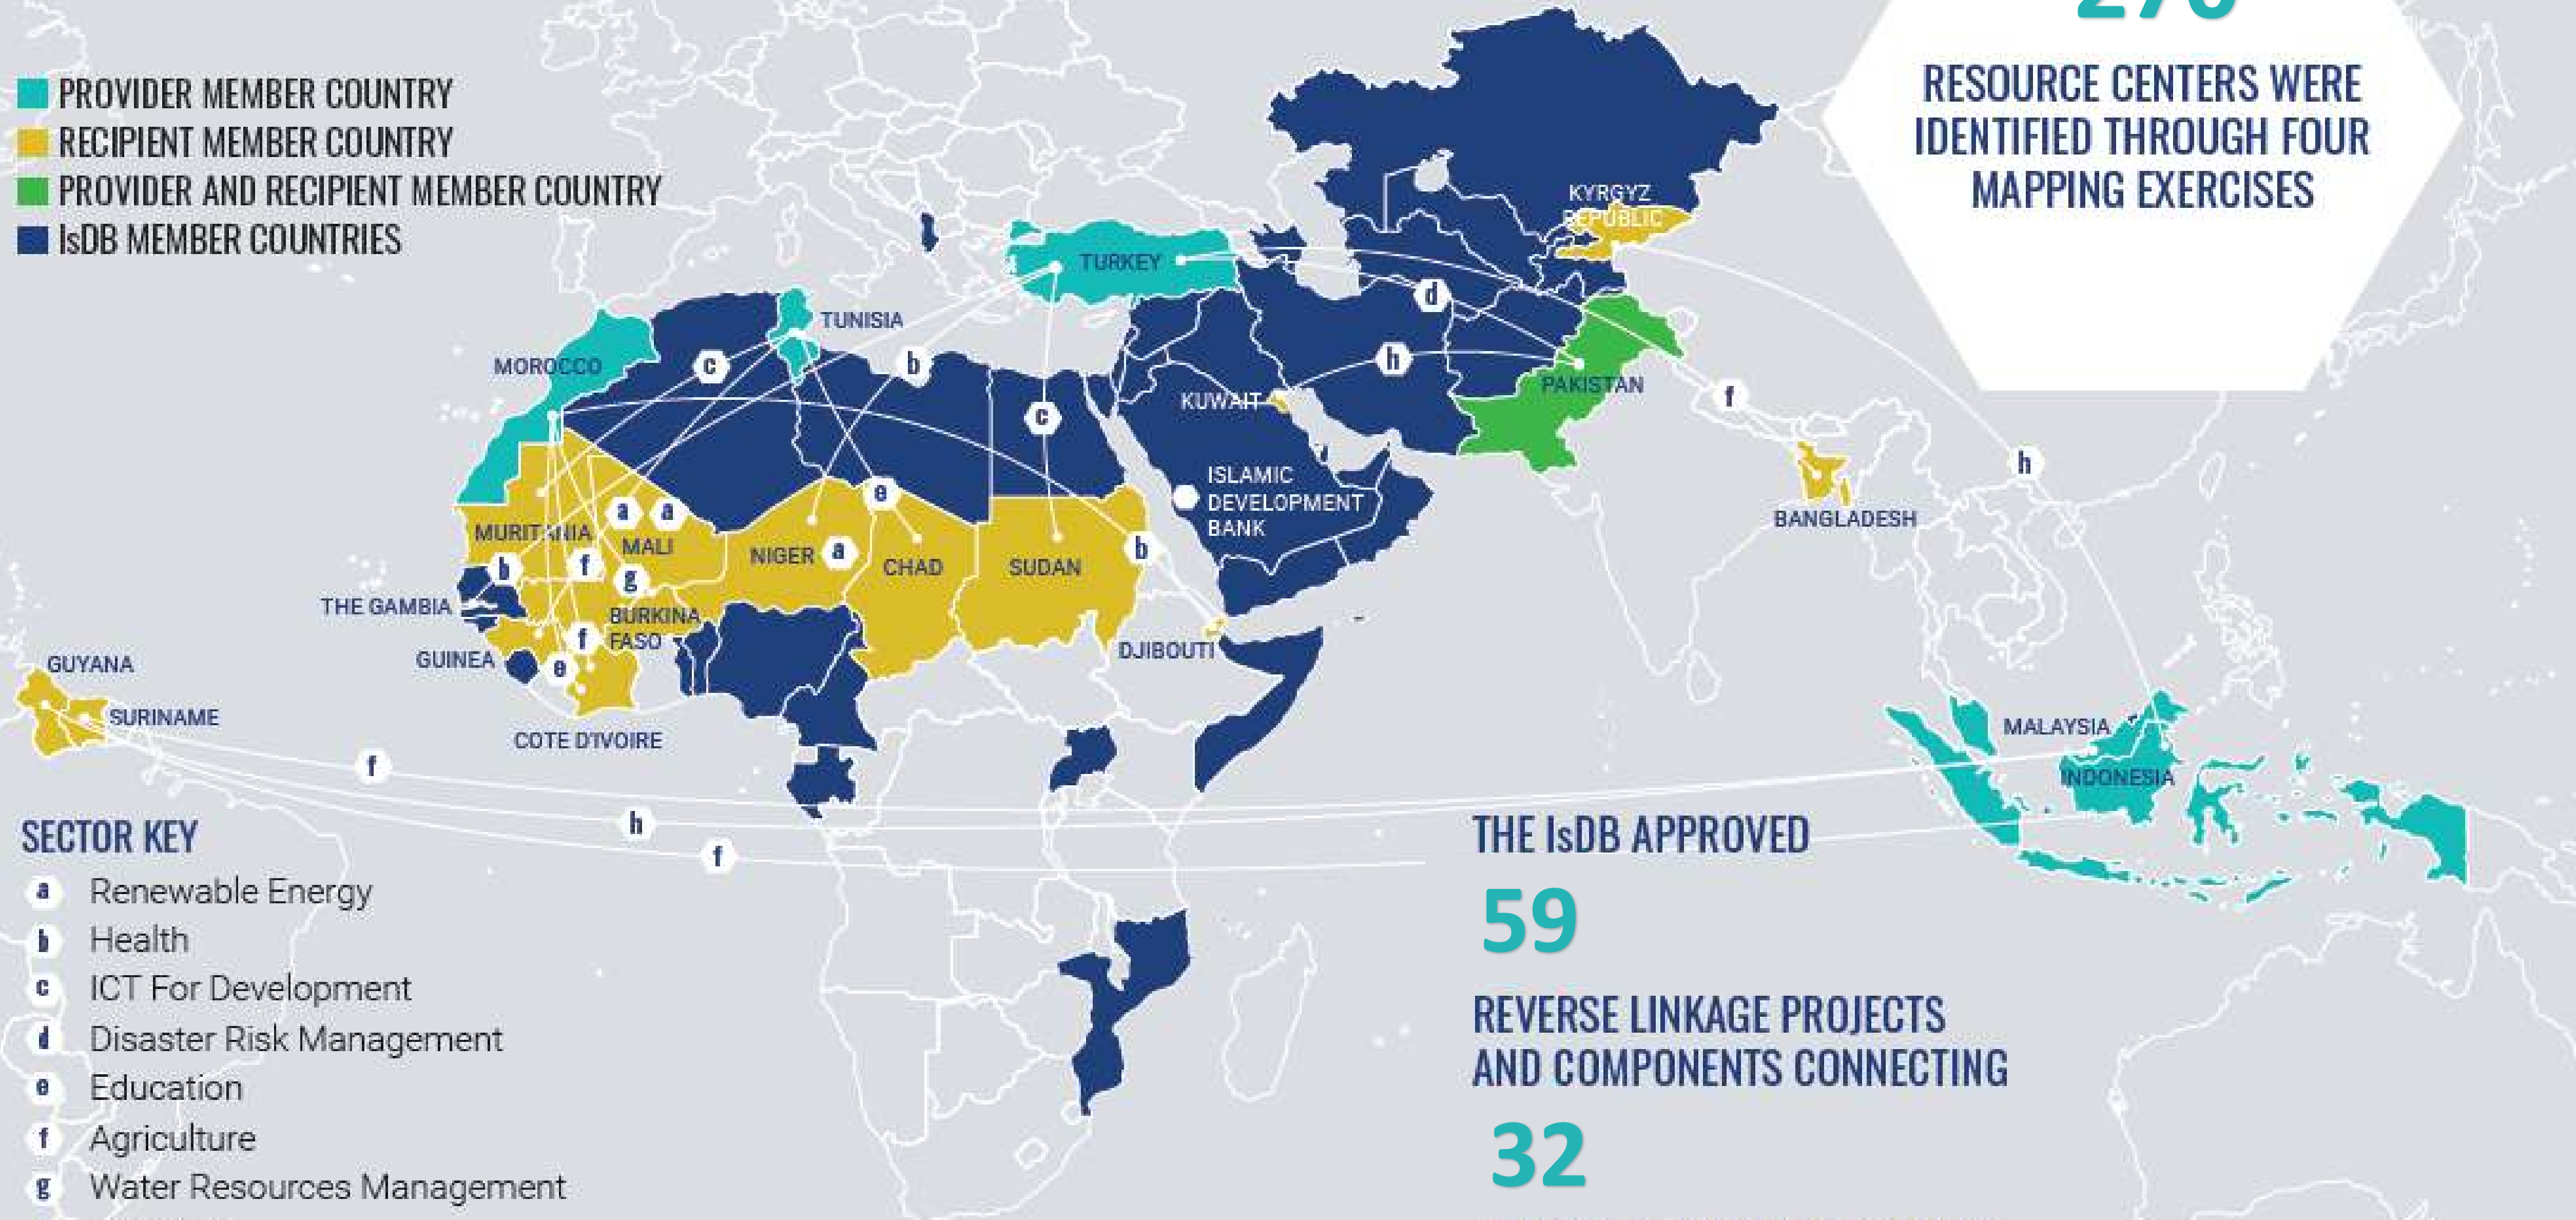 PROVIDER MEMBER COUNTRY
RECIPIENT MEMBER COUNTRY
PROVIDER AND RECIPIENT MEMBER COUNTRY
IsDB MEMBER COUNTRIES
RESOURCE CENTERS WERE
IDENTIFIED THROUGH FOUR
MAPPING EXERCISES
KYRGYZ
REPUBLIC
TURKEY
d
TUNISIA
MOROCCO
c
b
h
PAKISTAN
KUWAIT
f
c
h
ISLAMIC
DEVELOPMENT
BANK
e
a
a
MURITANIA
MALI
NIGER
a
CHAD
SUDAN
b
BANGLADESH
b
f
g
THE GAMBIA
BURKINA
FASO
f
GUINEA
e
DJIBOUTI
GUYANA
SURINAME
COTE D'IVOIRE
MALAYSIA
INDONESIA
f
h
f
SECTOR KEY
a Renewable Energy
b Health
c ICT For Development
d Disaster Risk Management
e Education
f Agriculture
g Water Resources Management
THE IsDB APPROVED
59
REVERSE LINKAGE PROJECTS
AND COMPONENTS CONNECTING
32